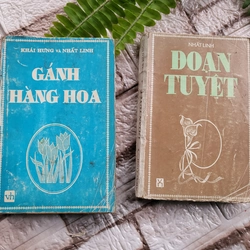 KHÁI HƯNG VÀ NHẤT LINH
GÁNH
HÀNG HOA
NHẤT LINH
ĐOẠN
TUYỆT